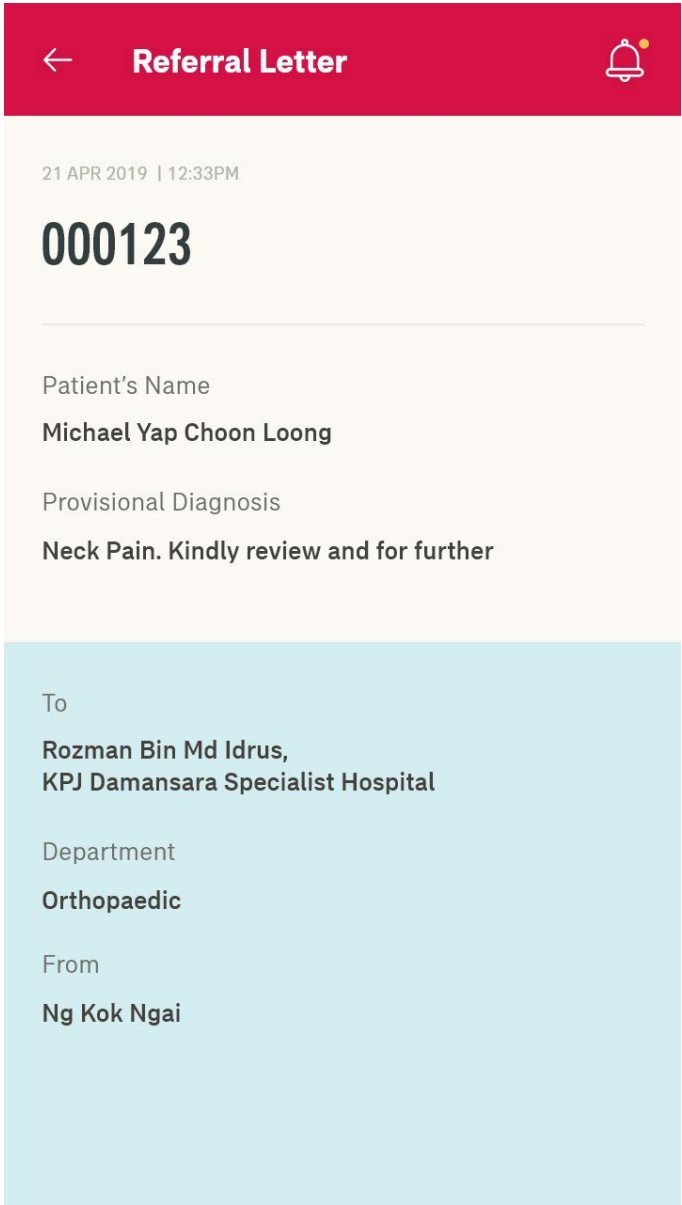 Referral Letter
21 APR 2019 | 12:33PM
000123
Patient's Name
Michael Yap Choon Loong
Provisional Diagnosis
Neck Pain. Kindly review and for further
To
Rozman Bin Md Idrus,
KPJ Damansara Specialist Hospital
Department
Orthopaedic
From
Ng Kok Ngai